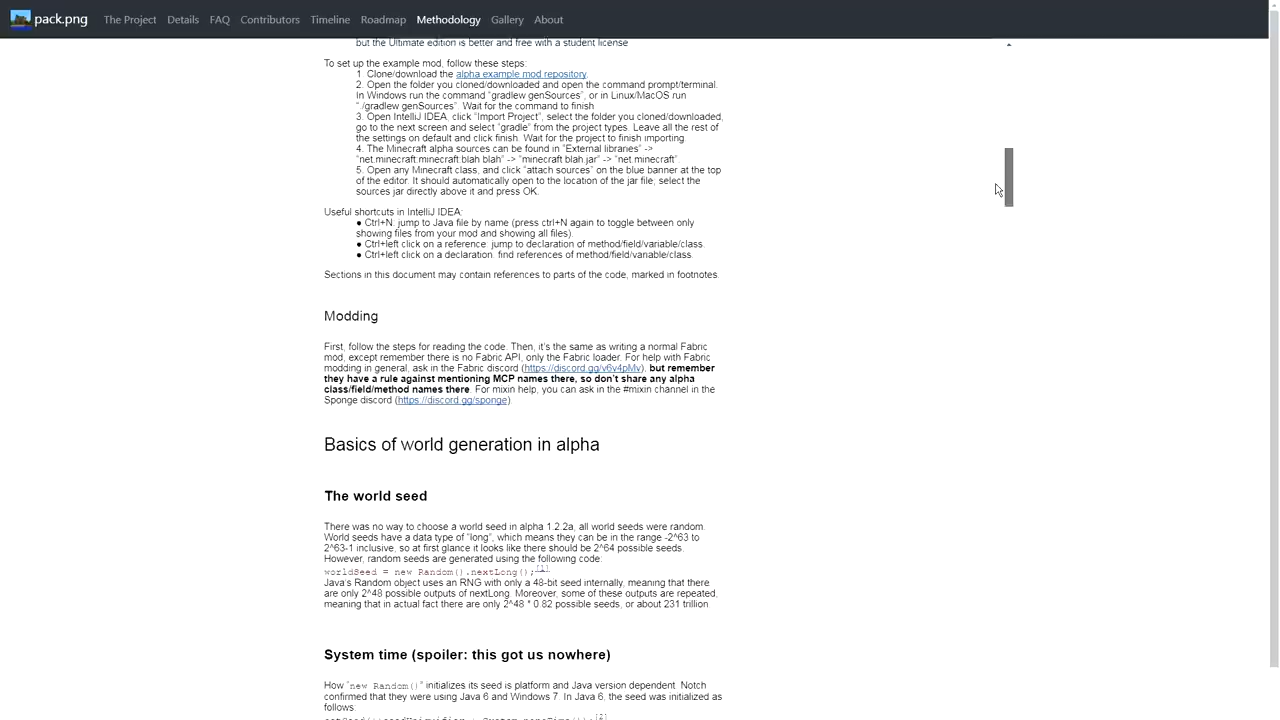 pack.png The Project Details FAQ Contributors Timeline Roadmap Methodology Gallery About
but the Ultimate edition is better and free with a student license
To set up the example mod, follow these steps:
1. Clone/download the alpha example mod repository.
2. Open the folder you cloned/downloaded and open the command prompt/terminal.
In Windows run the command "gradlew genSources", or in Linux/MacOS run
"./gradlew genSources". Wait for the command to finish
3. Open IntelliJ IDEA, click "Import Project", select the folder you cloned/downloaded,
go to the next screen and select "gradle" from the project types. Leave all the rest of
the settings on default and click finish. Wait for the project to finish importing.
4. The Minecraft alpha sources can be found in "External libraries" ->
"net.minecraft:minecraft:blah.blah" -> "minecraft blah.jar" -> "net.minecraft".
5. Open any Minecraft class, and click "attach sources" on the blue banner at the top
of the editor. It should automatically open to the location of the jar file; select the
sources jar directly above it and press OK.
Useful shortcuts in IntelliJ IDEA:
● Ctrl+N: jump to Java file by name (press ctrl+N again to toggle between only
showing files from your mod and showing all files).
● Ctrl+left click on a reference: jump to declaration of method/field/variable/class.
● Ctrl+left click on a declaration: find references of method/field/variable/class.
Sections in this document may contain references to parts of the code, marked in footnotes.
Modding
First, follow the steps for reading the code. Then, it's the same as writing a normal Fabric
mod, except remember there is no Fabric API, only the Fabric loader. For help with Fabric
modding in general, ask in the Fabric discord (https://discord.gg/v6v4pMv), but remember
they have a rule against mentioning MCP names there, so don't share any alpha
class/field/method names there. For mixin help, you can ask in the #mixin channel in the
Sponge discord (https://discord.gg/sponge)
Basics of world generation in alpha
The world seed
There was no way to choose a world seed in alpha 1.2.2a, all world seeds were random.
World seeds have a data type of "long", which means they can be in the range -2^63 to
2^63-1 inclusive, so at first glance it looks like there should be 2^64 possible seeds.
However, random seeds are generated using the following code:
worldSeed = new Random().nextLong();[1]
Java's Random object uses an RNG with only a 48-bit seed internally, meaning that there
are only 2^48 possible outputs of nextLong. Moreover, some of these outputs are repeated,
meaning that in actual fact there are only 2^48 * 0.82 possible seeds, or about 231 trillion.
System time (spoiler: this got us nowhere)
How "new Random()" initializes its seed is platform and Java version dependent. Notch
confirmed that they were using Java 6 and Windows 7. In Java 6, the seed was initialized as
follows: